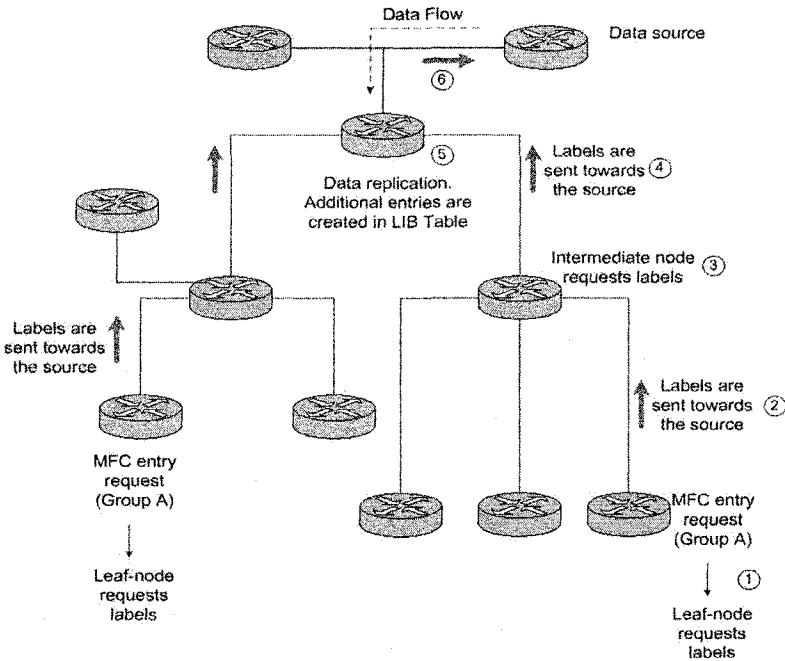 Data Flow
Data source
⑥
⑤
Data replication.
Additional entries are
created in LIB Table
Labels are
sent towards ④
the source
Intermediate node ③
requests labels
Labels are
sent towards
the source
Labels are
sent towards ②
the source
MFC entry
request
(Group A)
Leaf-node
requests
labels
MFC entry
request
(Group A)
①
Leaf-node
requests
labels